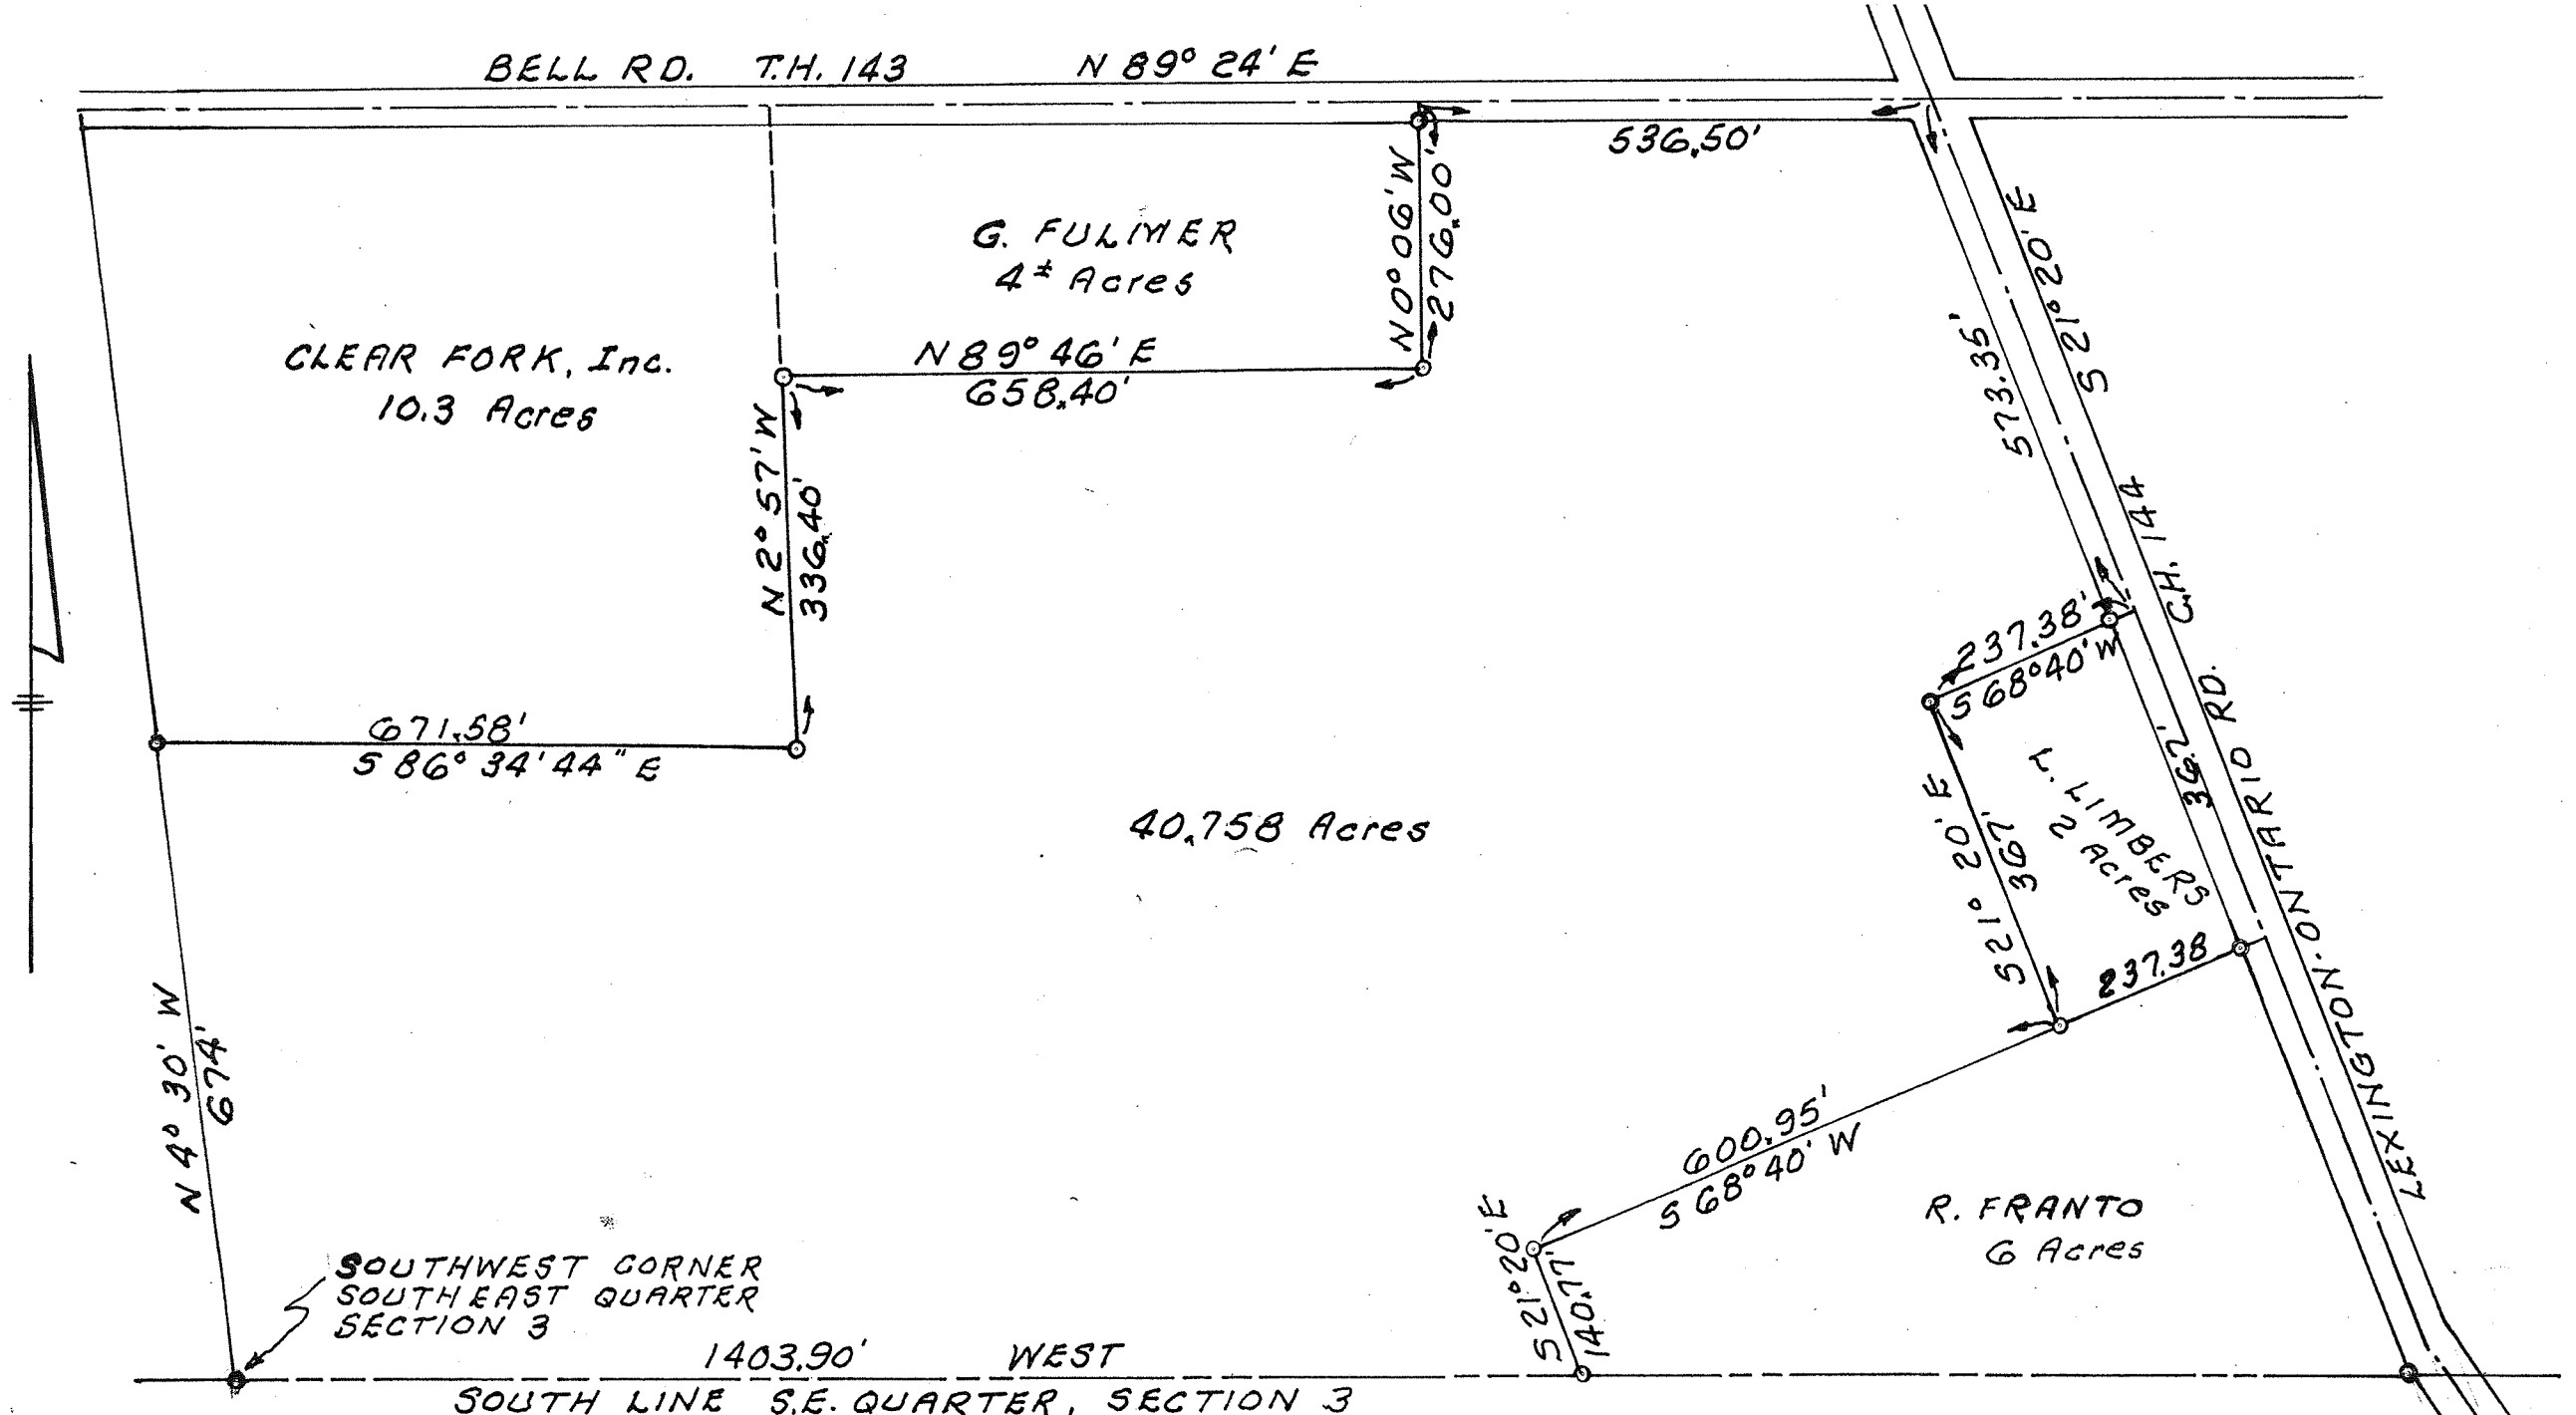 BELL RD. T.H. 143 N 89° 24' E
536.50'
N 0° 06' W
276.00'
G. FULMER
4± Acres
S 21° 20' E
573.35'
CLEAR FORK, Inc.
10.3 Acres
N 89° 46' E
658.40'
N 2° 57' W
336.40'
C.H. 144
LEXINGTON-ONTARIO RD.
237.38'
S 68° 40' W
671.58'
S 86° 34' 44" E
L. LIMBERS
2 Acres
367'
S 21° 20' E
367'
40.758 Acres
237.38
N 4° 30' W
674'
600.95'
S 68° 40' W
R. FRANTO
6 Acres
S 21° 20' E
140.77'
SOUTHWEST CORNER
SOUTHEAST QUARTER
SECTION 3
1403.90' WEST
SOUTH LINE S.E. QUARTER, SECTION 3